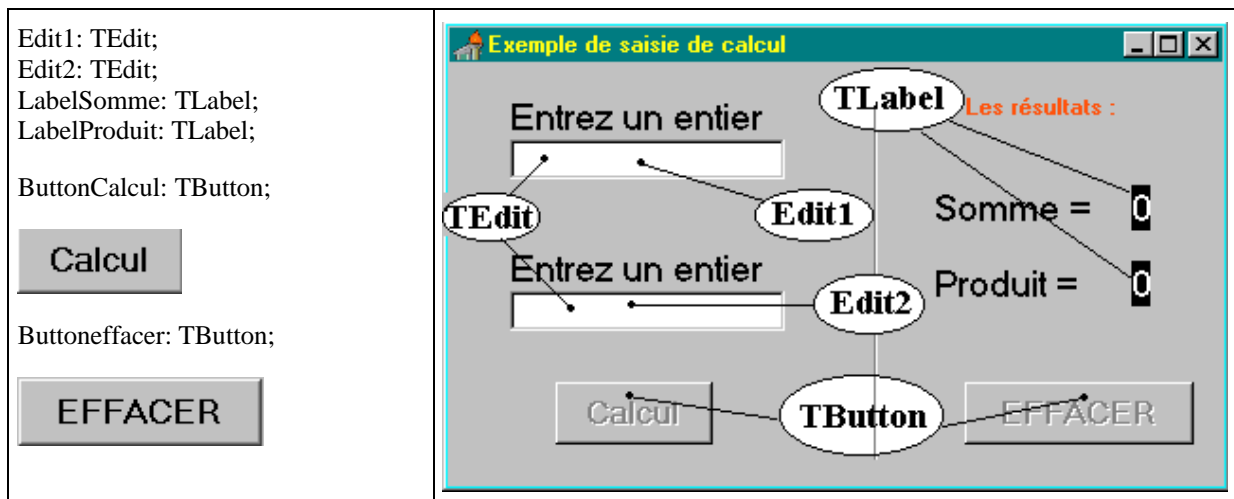 Edit1: TEdit;
Edit2: TEdit;
LabelSomme: TLabel;
LabelProduit: TLabel;
ButtonCalcul: TButton;
Calcul
Buttoneffacer: TButton;
EFFACER
Exemple de saisie de calcul
TLabel
Les résultats :
Entrez un entier
TEdit
Edit1
Somme =
0
Entrez un entier
Produit =
0
Edit2
Calcul
TButton
EFFACER